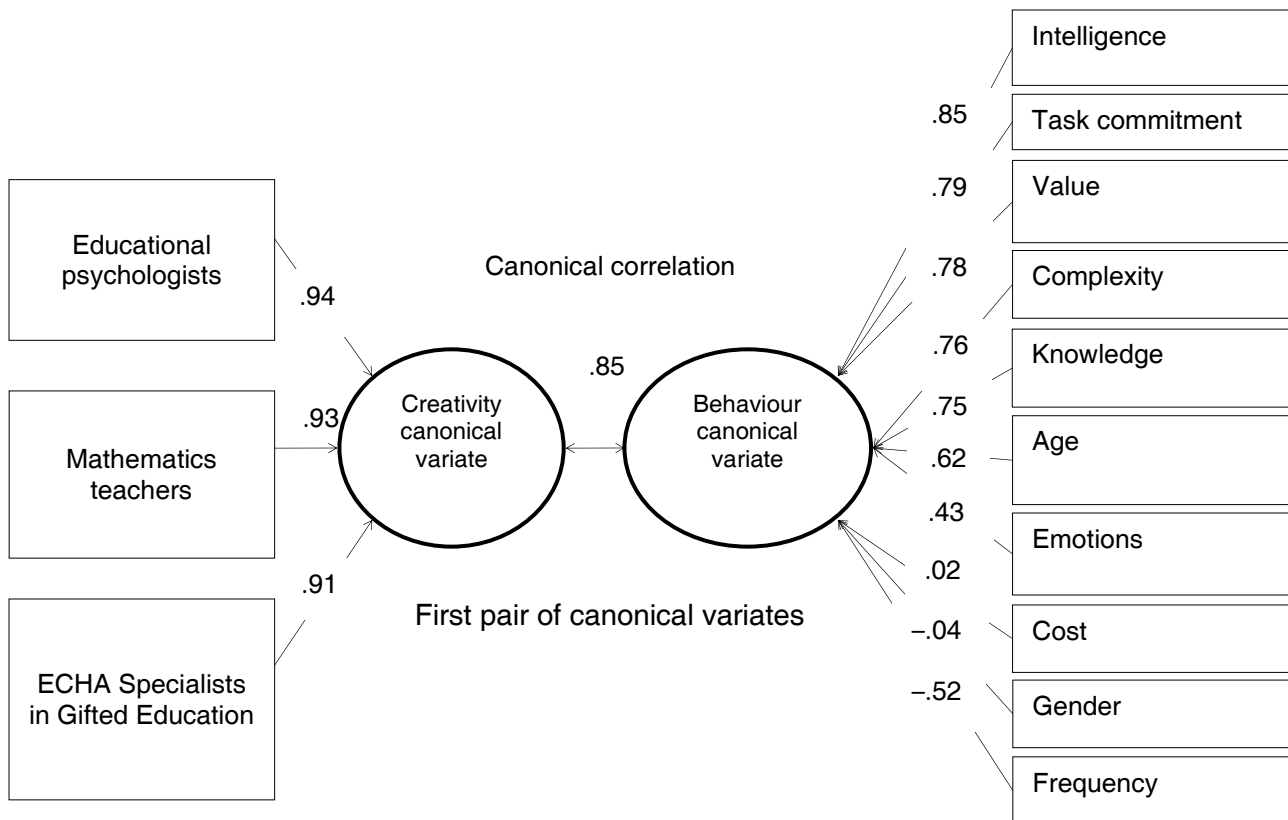 Educational
psychologists
Mathematics
teachers
ECHA Specialists
in Gifted Education
.94
.93
.91
Creativity
canonical
variate
Canonical correlation
.85
Behaviour
canonical
variate
First pair of canonical variates
.85
.79
.78
.76
.75
.62
.43
.02
–.04
–.52
Intelligence
Task commitment
Value
Complexity
Knowledge
Age
Emotions
Cost
Gender
Frequency